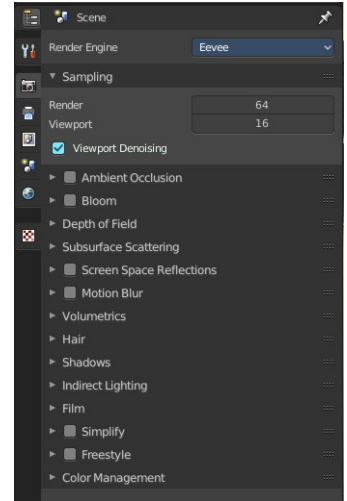 Scene
Render Engine Eevee
Sampling
Render 64
Viewport 16
Viewport Denoising
Ambient Occlusion
Bloom
Depth of Field
Subsurface Scattering
Screen Space Reflections
Motion Blur
Volumetrics
Hair
Shadows
Indirect Lighting
Film
Simplify
Freestyle
Color Management